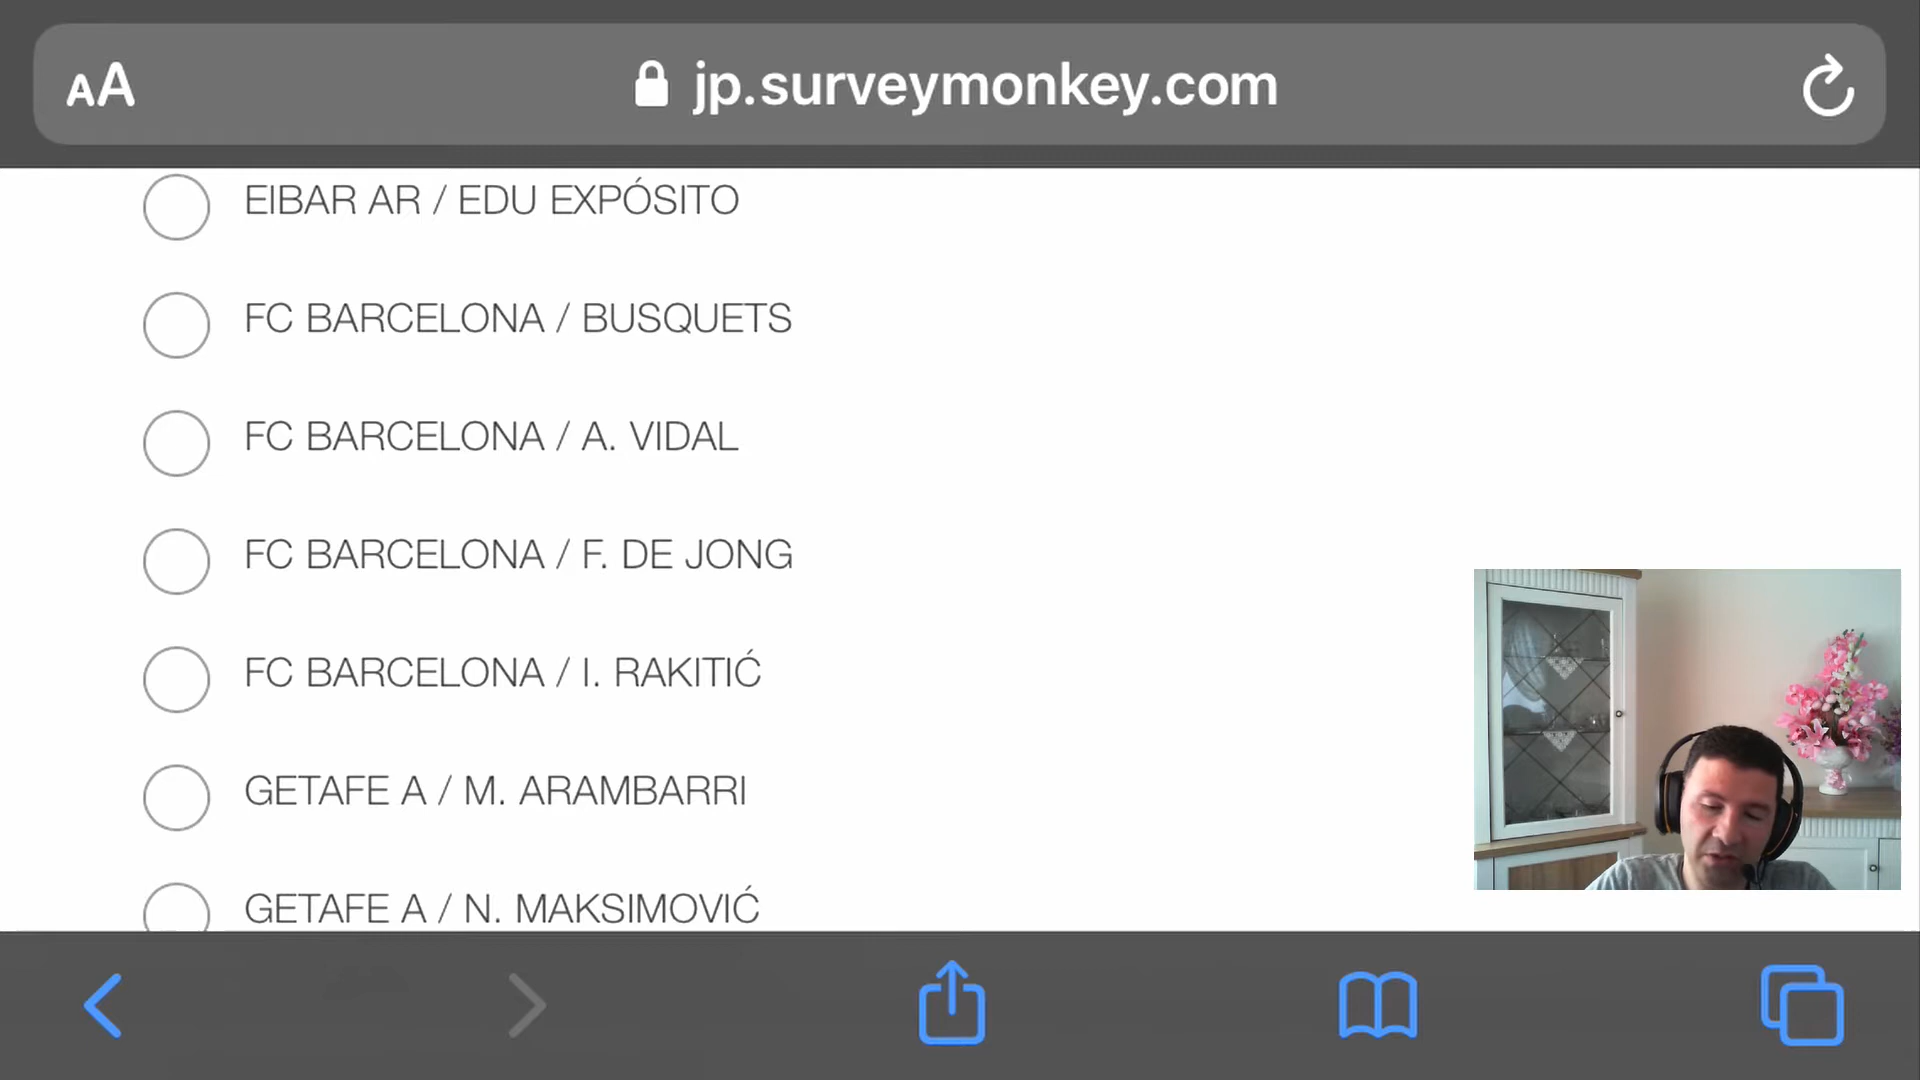 AA
jp.surveymonkey.com
EIBAR AR / EDU EXPÓSITO
FC BARCELONA / BUSQUETS
FC BARCELONA / A. VIDAL
FC BARCELONA / F. DE JONG
FC BARCELONA / I. RAKITIĆ
GETAFE A / M. ARAMBARRI
GETAFE A / N. MAKSIMOVIĆ